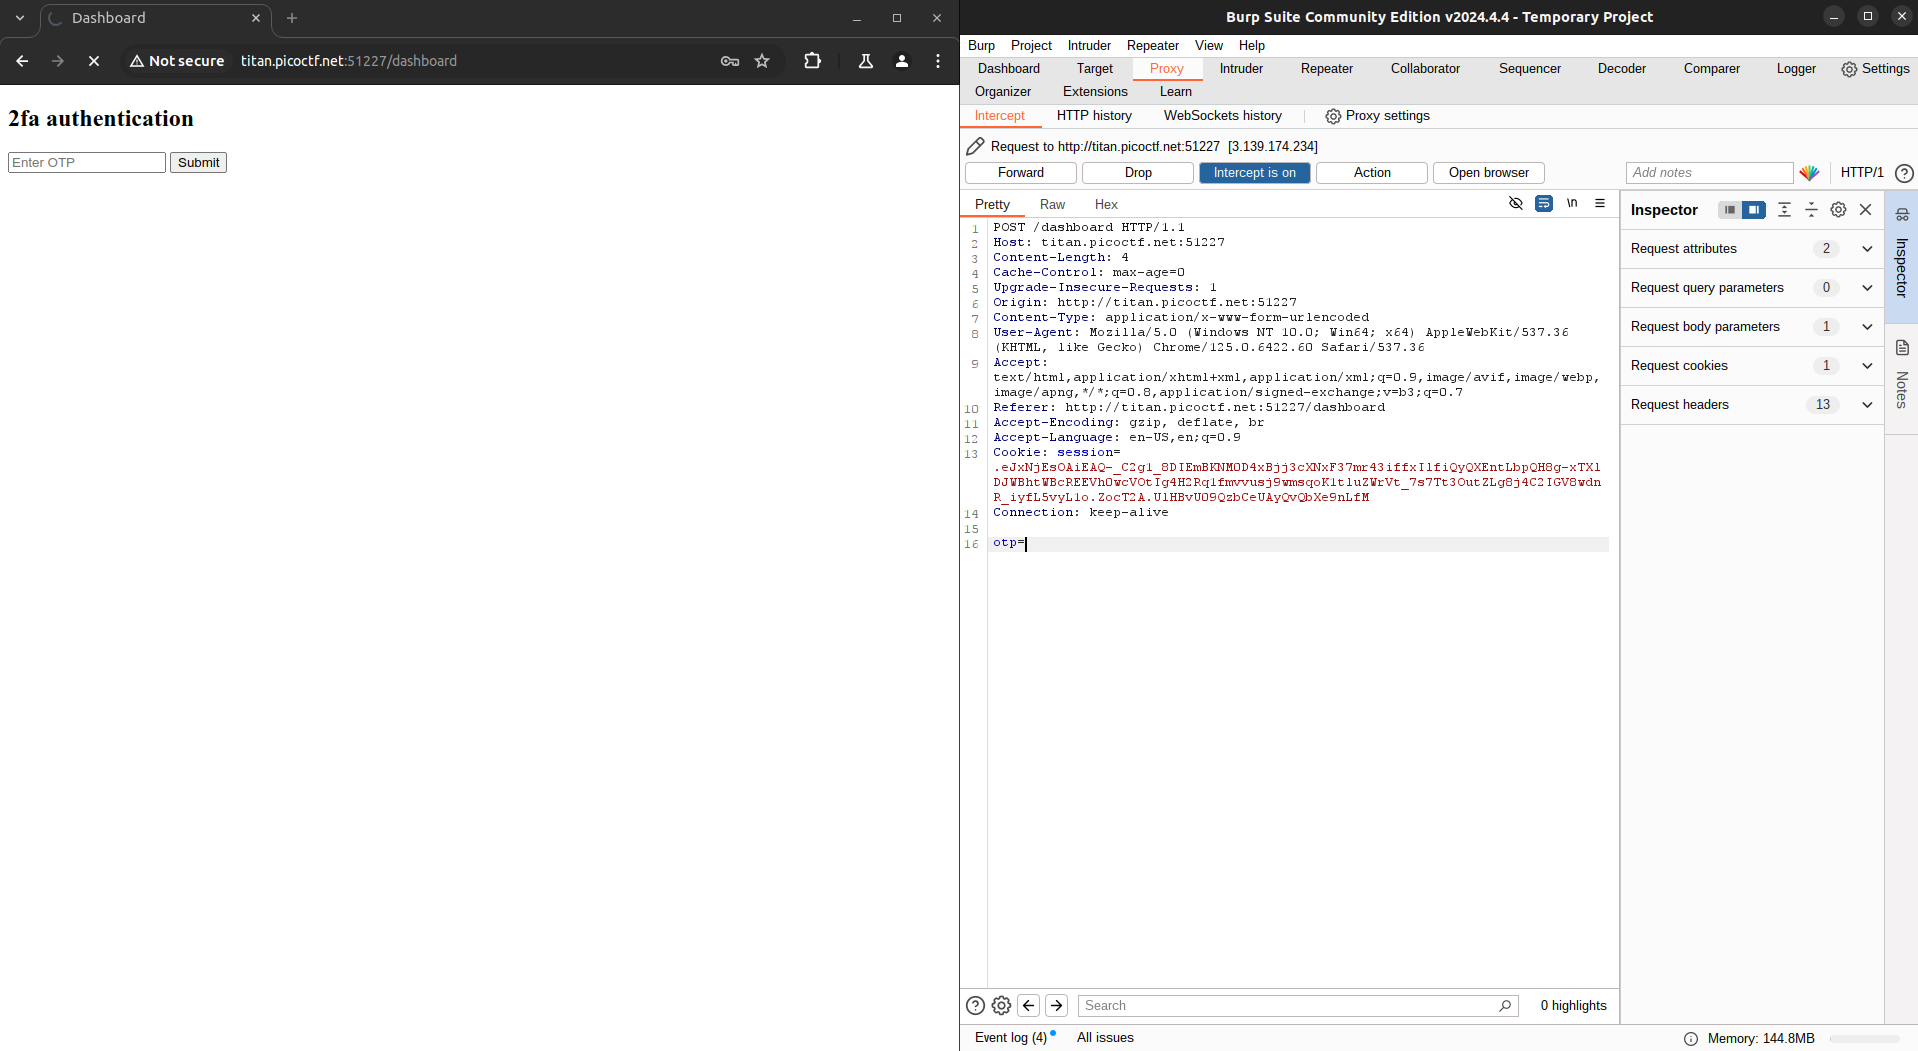 Dashboard
Not secure
titan.picoctf.net:51227/dashboard
2fa authentication
Enter OTP
Submit
Burp Suite Community Edition v2024.4.4 - Temporary Project
Burp Project Intruder Repeater View Help
Dashboard Target Proxy Intruder Repeater Collaborator Sequencer Decoder Comparer Logger Settings
Organizer Extensions Learn
Intercept HTTP history WebSockets history Proxy settings
Request to http://titan.picoctf.net:51227 [3.139.174.234]
Forward Drop Intercept is on Action Open browser Add notes HTTP/1
Pretty Raw Hex \n
1 POST /dashboard HTTP/1.1
2 Host: titan.picoctf.net:51227
3 Content-Length: 4
4 Cache-Control: max-age=0
5 Upgrade-Insecure-Requests: 1
6 Origin: http://titan.picoctf.net:51227
7 Content-Type: application/x-www-form-urlencoded
8 User-Agent: Mozilla/5.0 (Windows NT 10.0; Win64; x64) AppleWebKit/537.36
(KHTML, like Gecko) Chrome/125.0.6422.60 Safari/537.36
9 Accept:
text/html,application/xhtml+xml,application/xml;q=0.9,image/avif,image/webp,
image/apng,*/*;q=0.8,application/signed-exchange;v=b3;q=0.7
10 Referer: http://titan.picoctf.net:51227/dashboard
11 Accept-Encoding: gzip, deflate, br
12 Accept-Language: en-US,en;q=0.9
13 Cookie: session=
14 Connection: keep-alive
15
16 otp=
Inspector
Request attributes 2
Request query parameters 0
Request body parameters 1
Request cookies 1
Request headers 13
Inspector
Notes
Search
0 highlights
Event log (4) All issues
Memory: 144.8MB